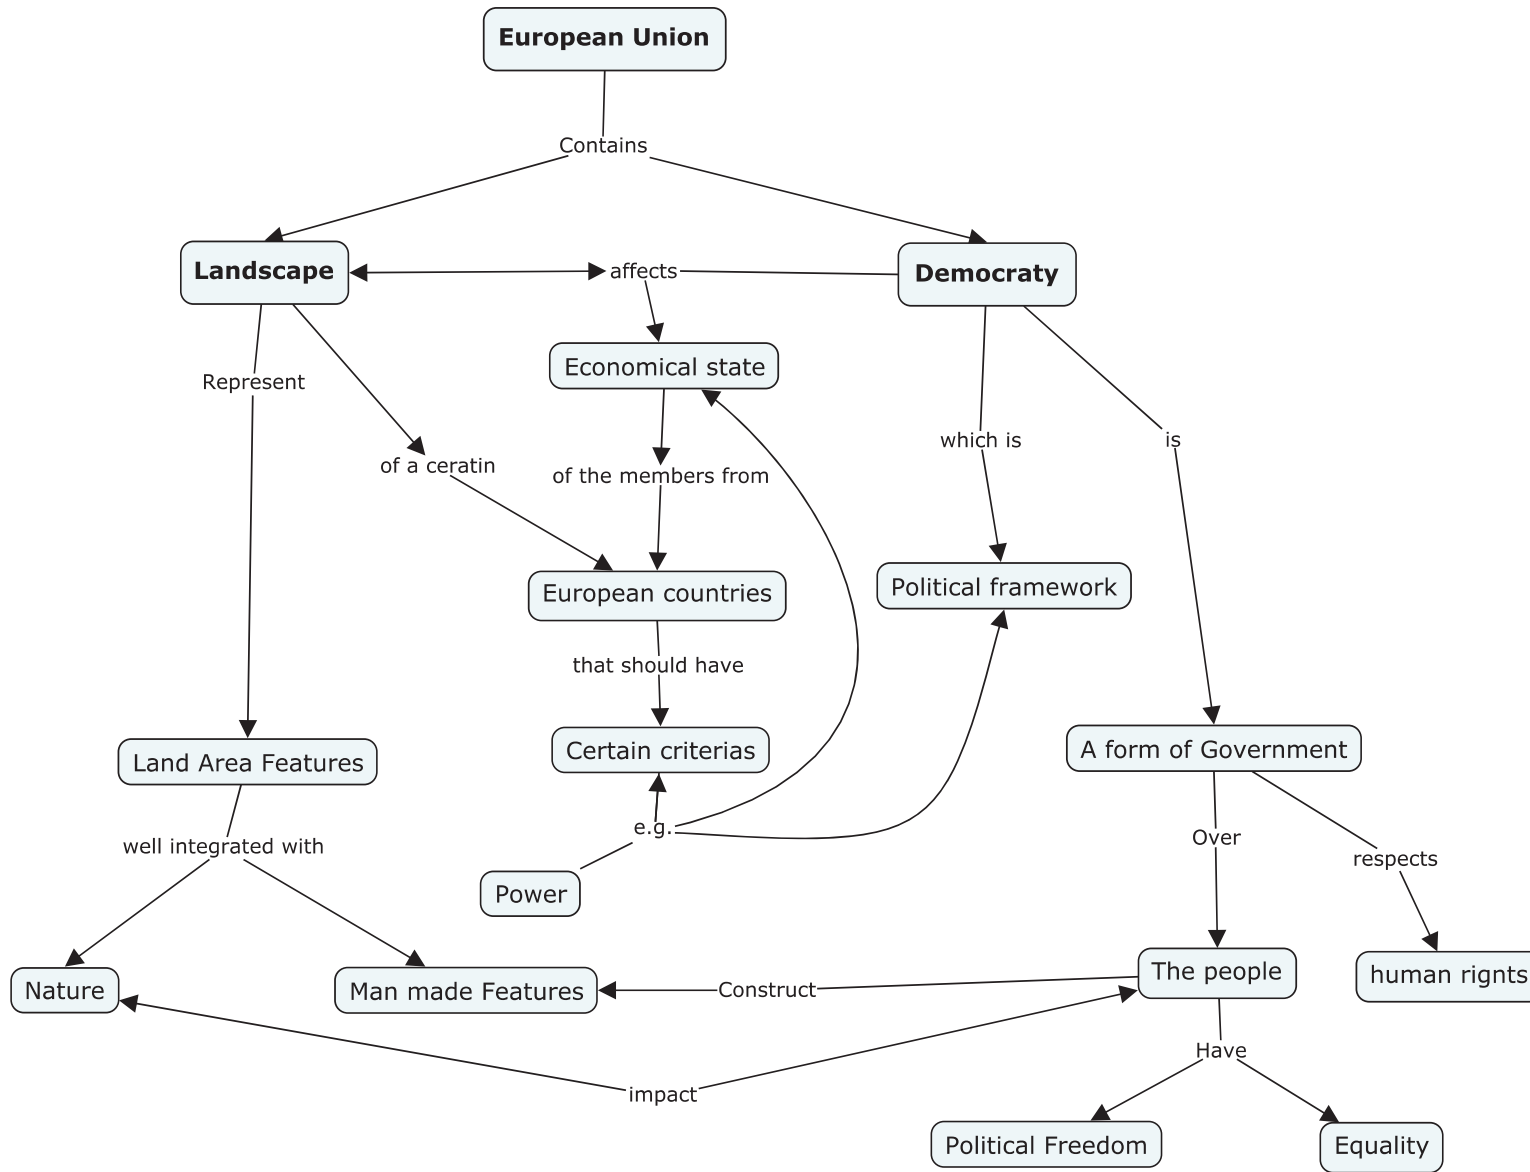 European Union
Contains
Landscape
affects
Democraty
Economical state
Represent
which is
is
of a ceratin
of the members from
European countries
Political framework
that should have
Certain criterias
A form of Government
Land Area Features
e.g.
Over
well integrated with
respects
Power
The people
human rignts
Nature
Man made Features
Construct
Have
impact
Political Freedom
Equality